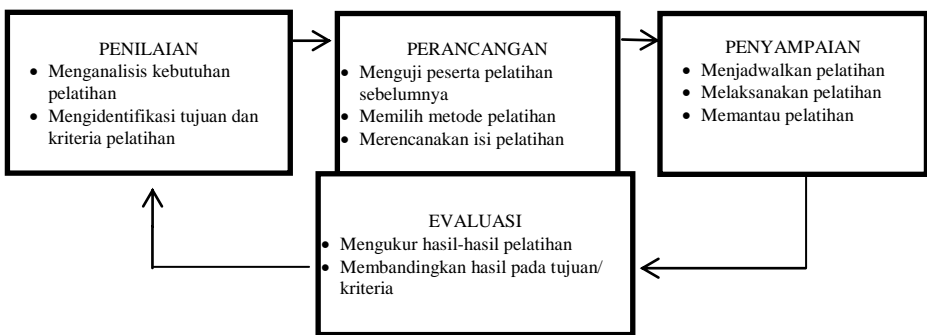 PENILAIAN
• Menganalisis kebutuhan
pelatihan
• Mengidentifikasi tujuan dan
kriteria pelatihan
PERANCANGAN
• Menguji peserta pelatihan
sebelumnya
• Memilih metode pelatihan
• Merencanakan isi pelatihan
PENYAMPAIAN
• Menjadwalkan pelatihan
• Melaksanakan pelatihan
• Memantau pelatihan
EVALUASI
• Mengukur hasil-hasil pelatihan
• Membandingkan hasil pada tujuan/
kriteria